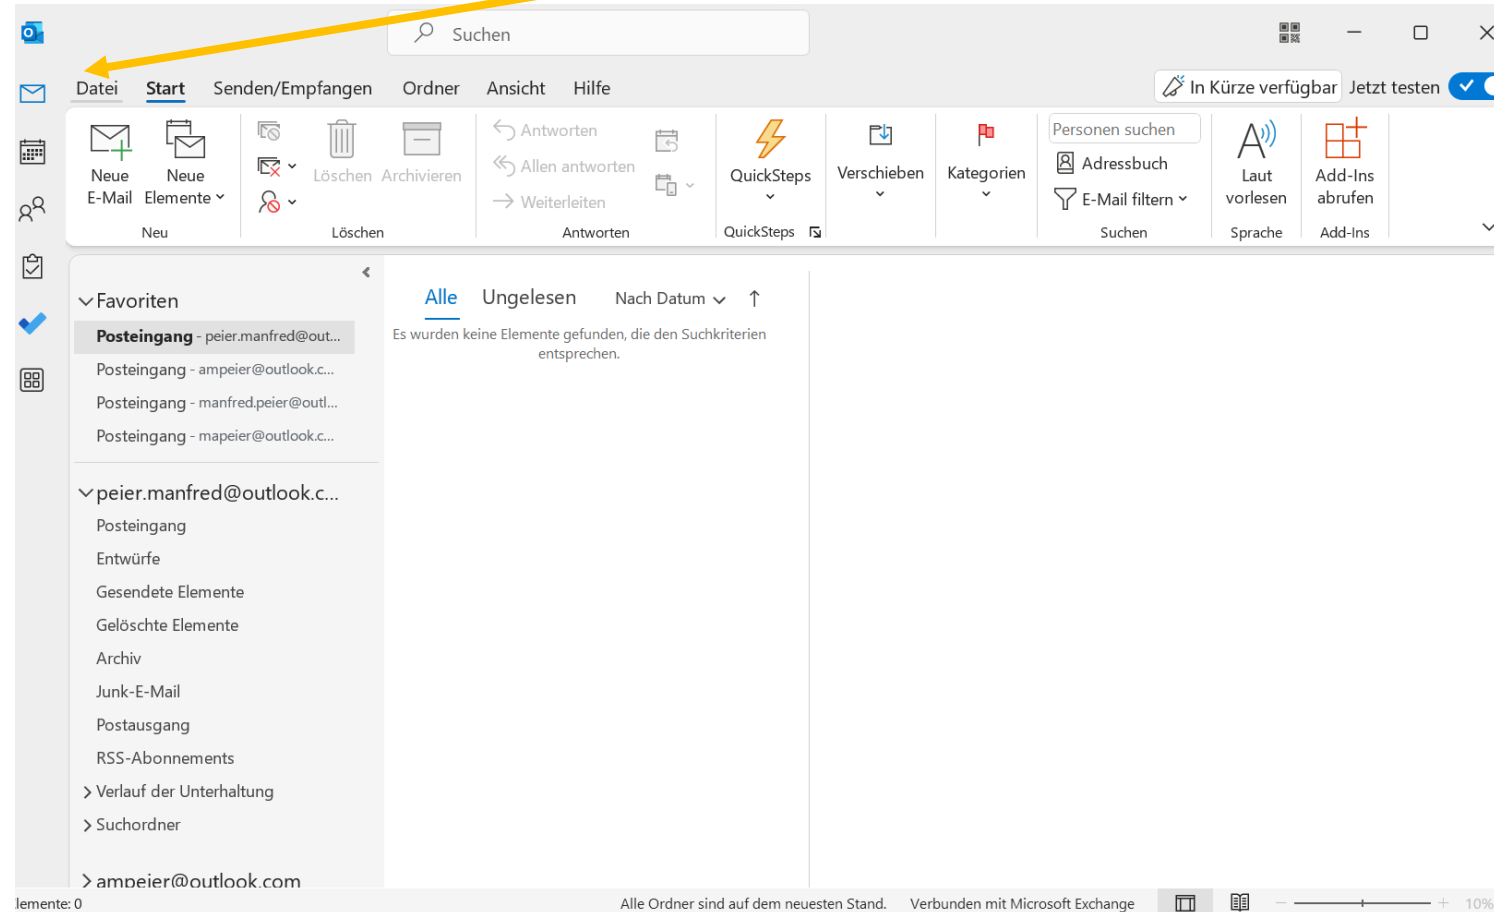 Suchen
Datei Start Senden/Empfangen Ordner Ansicht Hilfe
In Kürze verfügbar Jetzt testen
Neue E-Mail
Neue Elemente
Neu
Löschen
Archivieren
Löschen
Antworten
Allen antworten
Weiterleiten
Antworten
QuickSteps
QuickSteps
Verschieben
Kategorien
Personen suchen
Adressbuch
E-Mail filtern
Suchen
Laut vorlesen
Sprache
Add-Ins abrufen
Add-Ins
Favoriten
Posteingang - peier.manfred@out...
Posteingang - ampeier@outlook.c...
Posteingang - manfred.peier@outl...
Posteingang - mapeier@outlook.c...
peier.manfred@outlook.c...
Posteingang
Entwürfe
Gesendete Elemente
Gelöschte Elemente
Archiv
Junk-E-Mail
Postausgang
RSS-Abonnements
Verlauf der Unterhaltung
Suchordner
ampeier@outlook.com
Alle Ungelesen Nach Datum
Es wurden keine Elemente gefunden, die den Suchkriterien
entsprechen.
lemente: 0 Alle Ordner sind auf dem neuesten Stand. Verbunden mit Microsoft Exchange 10%